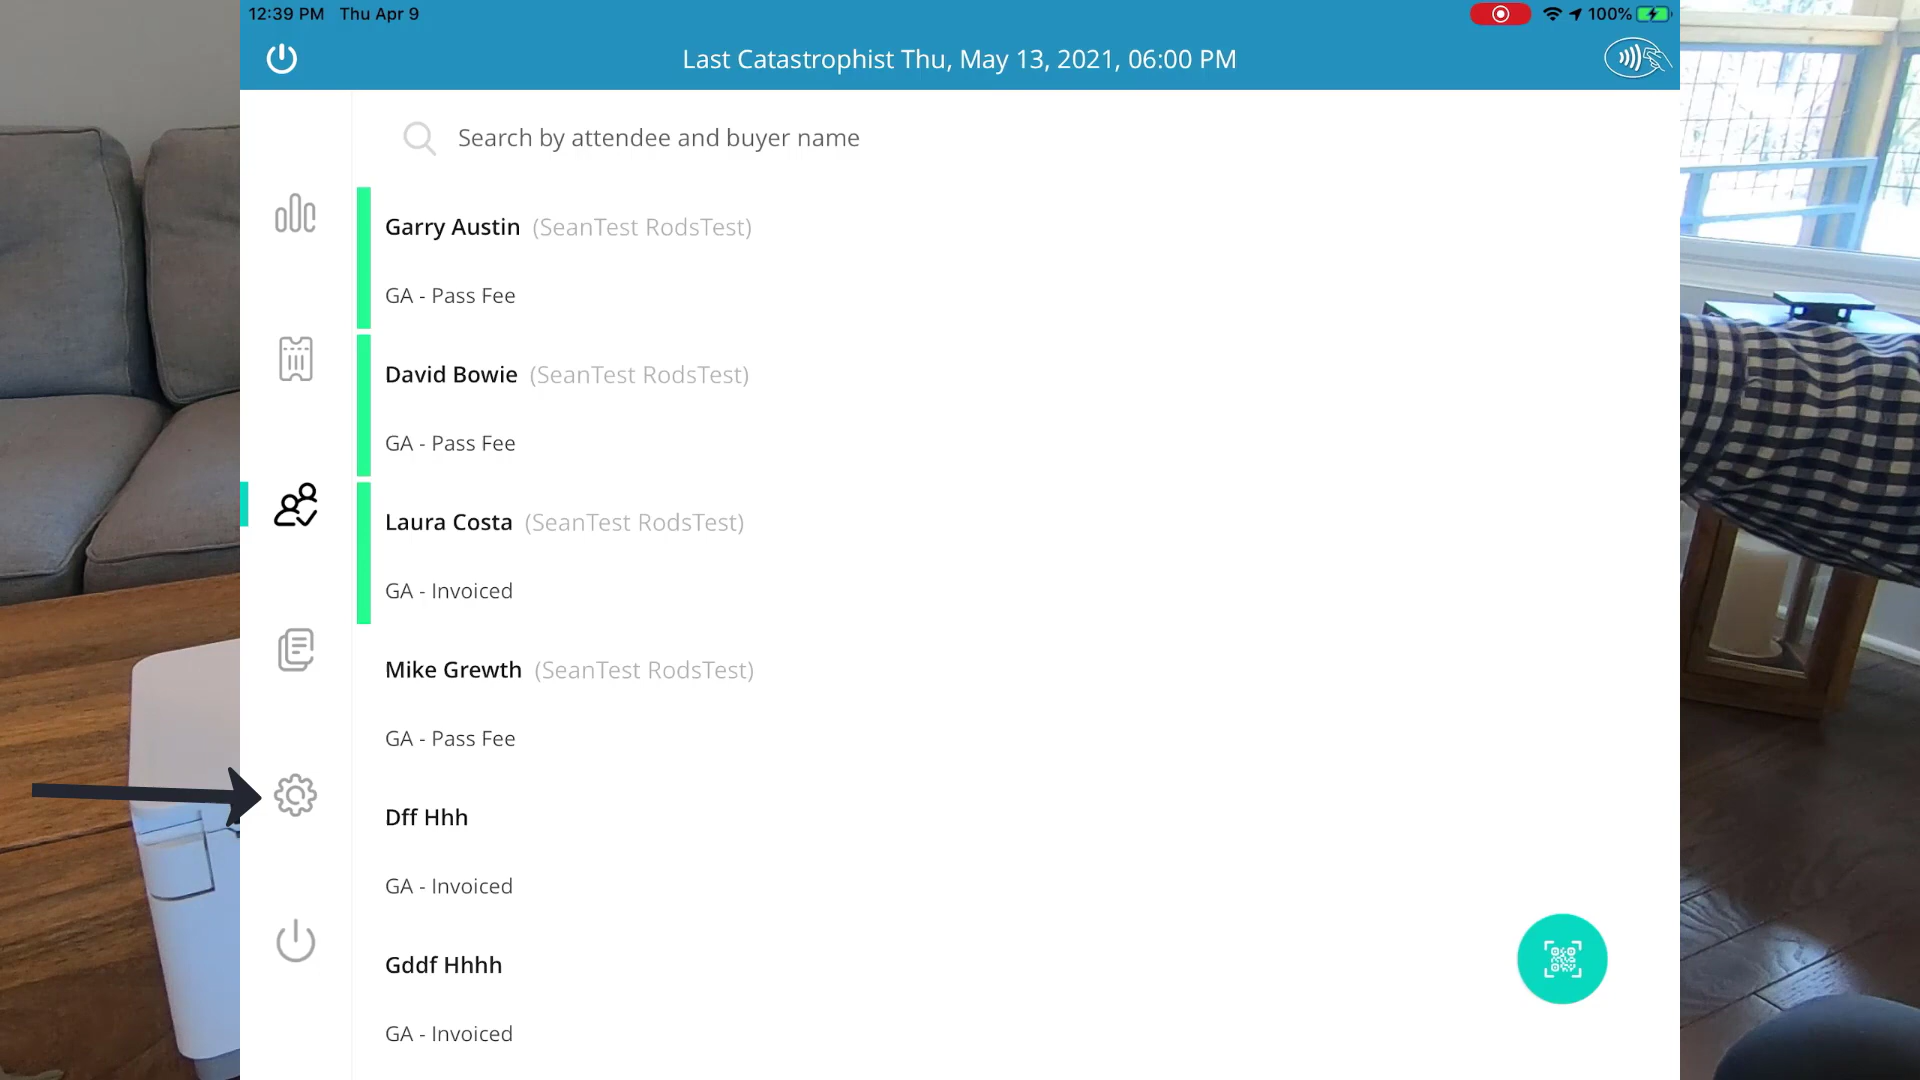 12:39 PM Thu Apr 9
100%
Last Catastrophist Thu, May 13, 2021, 06:00 PM
Search by attendee and buyer name
Garry Austin (SeanTest RodsTest)
GA - Pass Fee
David Bowie (SeanTest RodsTest)
GA - Pass Fee
Laura Costa (SeanTest RodsTest)
GA - Invoiced
Mike Grewth (SeanTest RodsTest)
GA - Pass Fee
Dff Hhh
GA - Invoiced
Gddf Hhhh
GA - Invoiced